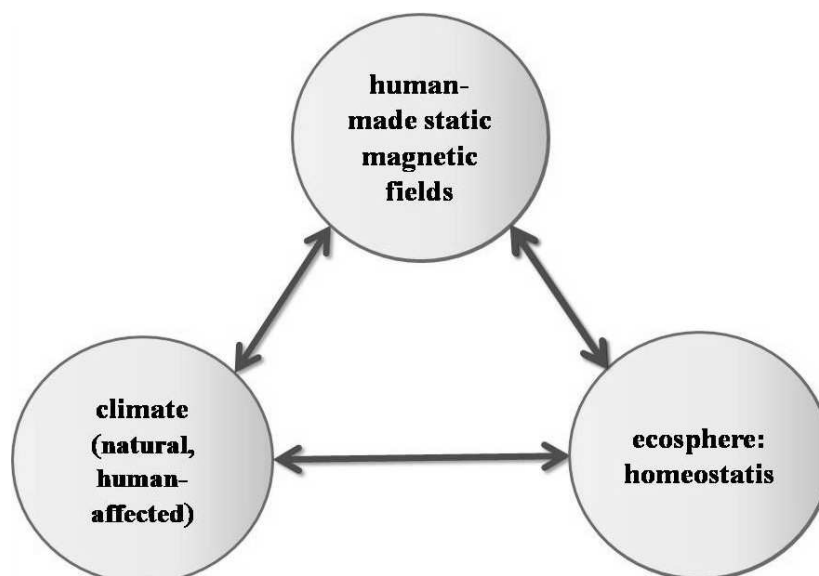 human-
made static
magnetic
fields
climate
(natural,
human-
affected)
ecosphere:
homeostatis